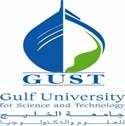 GUST
Gulf University
for Science and Technology
جامعة الخليج
للعلوم والتكنولوجيا